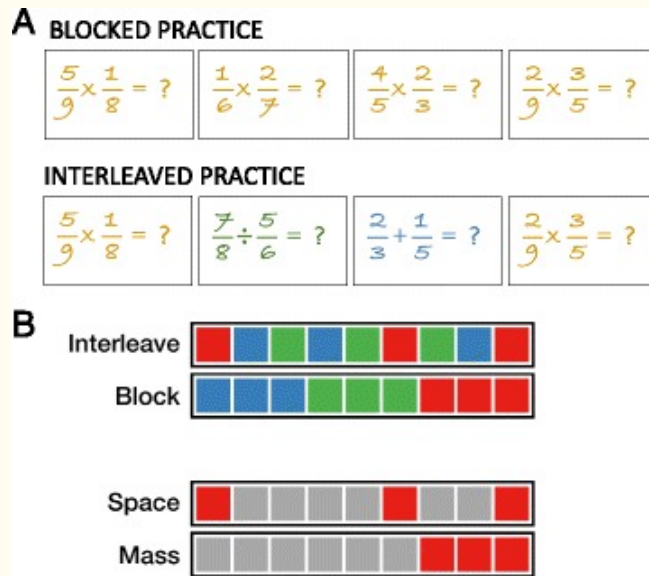 A BLOCKED PRACTICE
5/9 x 1/8 = ? 1/6 x 2/7 = ? 4/5 x 2/3 = ? 2/9 x 3/5 = ?
INTERLEAVED PRACTICE
5/9 x 1/8 = ? 7/8 ÷ 5/6 = ? 2/3 + 1/5 = ? 2/9 x 3/5 = ?
B
Interleave
Block
Space
Mass